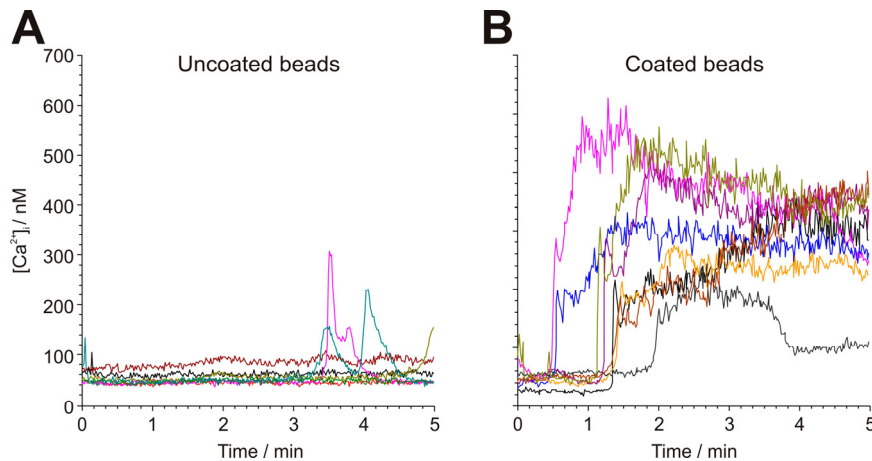 A
B
Uncoated beads
Coated beads
[Ca²⁺]ᵢ / nM
700
600
500
400
300
200
100
0
0 1 2 3 4 5
0 1 2 3 4 5
Time / min
Time / min